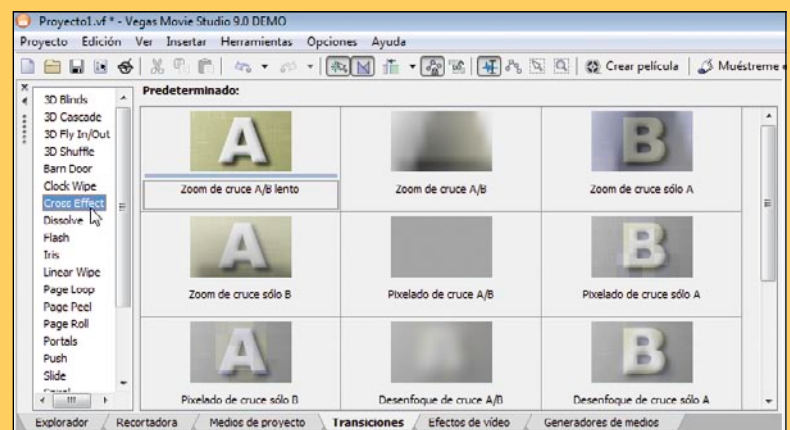 Proyecto1.vf * - Vegas Movie Studio 9.0 DEMO
Proyecto Edición Ver Insertar Herramientas Opciones Ayuda
Crear película Muéstreme
Predeterminado:
3D Blinds
3D Cascade
3D Fly In/Out
3D Shuffle
Barn Door
Clock Wipe
Cross Effect
Dissolve
Flash
Iris
Linear Wipe
Page Loop
Page Peel
Page Roll
Portals
Push
Slide
A
B
Zoom de cruce A/B lento Zoom de cruce A/B Zoom de cruce sólo A
A
B
Zoom de cruce sólo B Pixelado de cruce A/B Pixelado de cruce sólo A
A
B
Pixelado de cruce sólo B Desenfoque de cruce A/B Desenfoque de cruce sólo A
Explorador Recortadora Medios de proyecto Transiciones Efectos de vídeo Generadores de medios